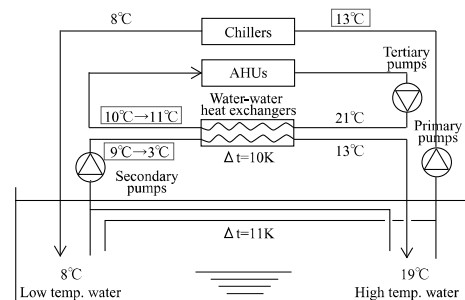 8℃
Chillers
13℃
Tertiary
pumps
AHUs
Water-water
heat exchangers
10℃→11℃
21℃
Primary
pumps
9℃→3℃
13℃
Δt=10K
Secondary
pumps
Δt=11K
8℃
19℃
Low temp. water
High temp. water